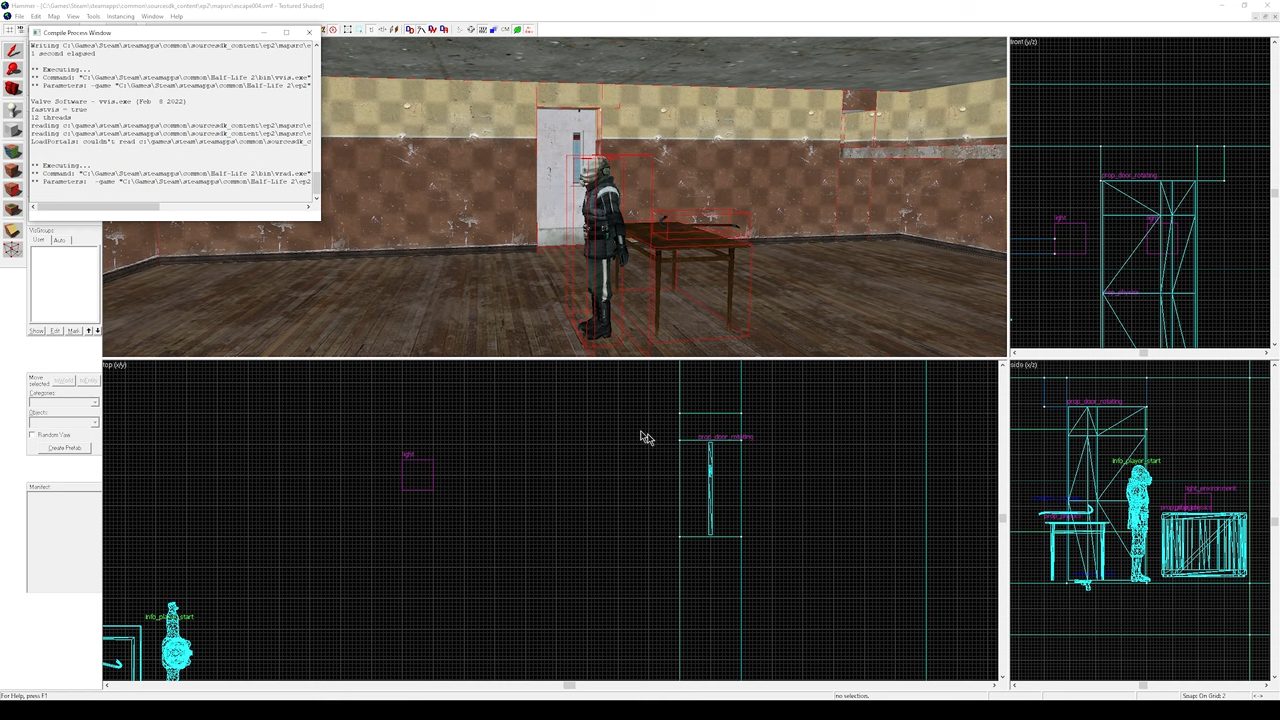 Hammer - [C:\Games\Steam\steamapps\common\sourcesdk_content\ep2\mapsrc\escape004.vmf - Textured Shaded]
File Edit Map View Tools Instancing Window Help
Compile Process Window
Writing C:\Games\Steam\steamapps\common\sourcesdk_content\ep2\mapsrc\e
1 second elapsed
** Executing...
** Command: "C:\Games\Steam\steamapps\common\Half-Life 2\bin\vvis.exe"
** Parameters: -game "C:\Games\Steam\steamapps\common\Half-Life 2\ep2"
Valve Software - vvis.exe (Feb 8 2022)
fastvis = true
12 threads
reading c:\games\steam\steamapps\common\sourcesdk_content\ep2\mapsrc\e
reading c:\games\steam\steamapps\common\sourcesdk_content\ep2\mapsrc\e
LoadPortals: couldn't read c:\games\steam\steamapps\common\sourcesdk_c
** Executing...
** Command: "C:\Games\Steam\steamapps\common\Half-Life 2\bin\vrad.exe"
** Parameters: -game "C:\Games\Steam\steamapps\common\Half-Life 2\ep2
VisGroups:
User Auto
Show Edit Mark
Move selected: toWorld toEntity
Categories:
Objects:
Random View
Create Prefab
Manifest
front (y/z)
prop_door_rotating
light
top (x/y)
light
prop_door_rotating
info_player_start
side (x/z)
prop_door_rotating
info_player_start
light_environment
For Help, press F1
no selection.
Snap: On Grid: 2
<->